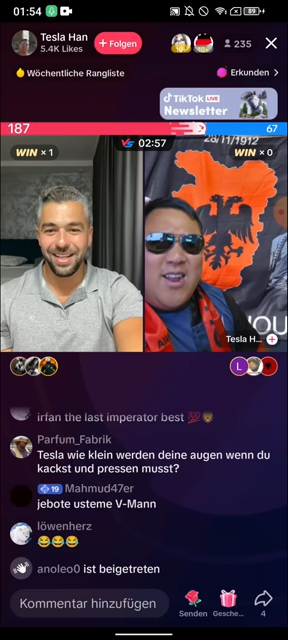 01:54
89
Tesla Han
5.4K Likes
+ Folgen
235
Wöchentliche Rangliste
Erkunden >
TikTok LIVE
Newsletter
187
67
WIN × 1
VS 02:57
WIN × 0
28/11/1912
Tesla H...
L
irfan the last imperator best 💯🦁
Parfum_Fabrik
Tesla wie klein werden deine augen wenn du
kackst und pressen musst?
19 Mahmud47er
jebote usteme V-Mann
löwenherz
😂😂😂
anoleo0 ist beigetreten
Kommentar hinzufügen
Senden
Gesche...
4